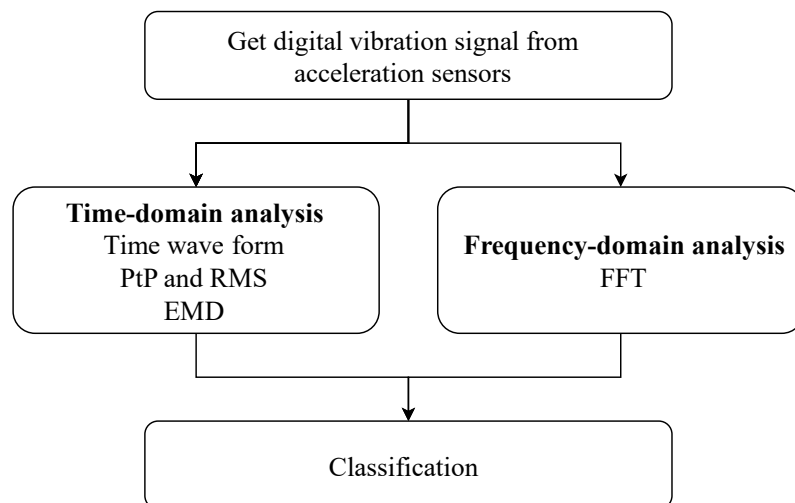 Get digital vibration signal from
acceleration sensors
Time-domain analysis
Time wave form
PtP and RMS
EMD
Frequency-domain analysis
FFT
Classification